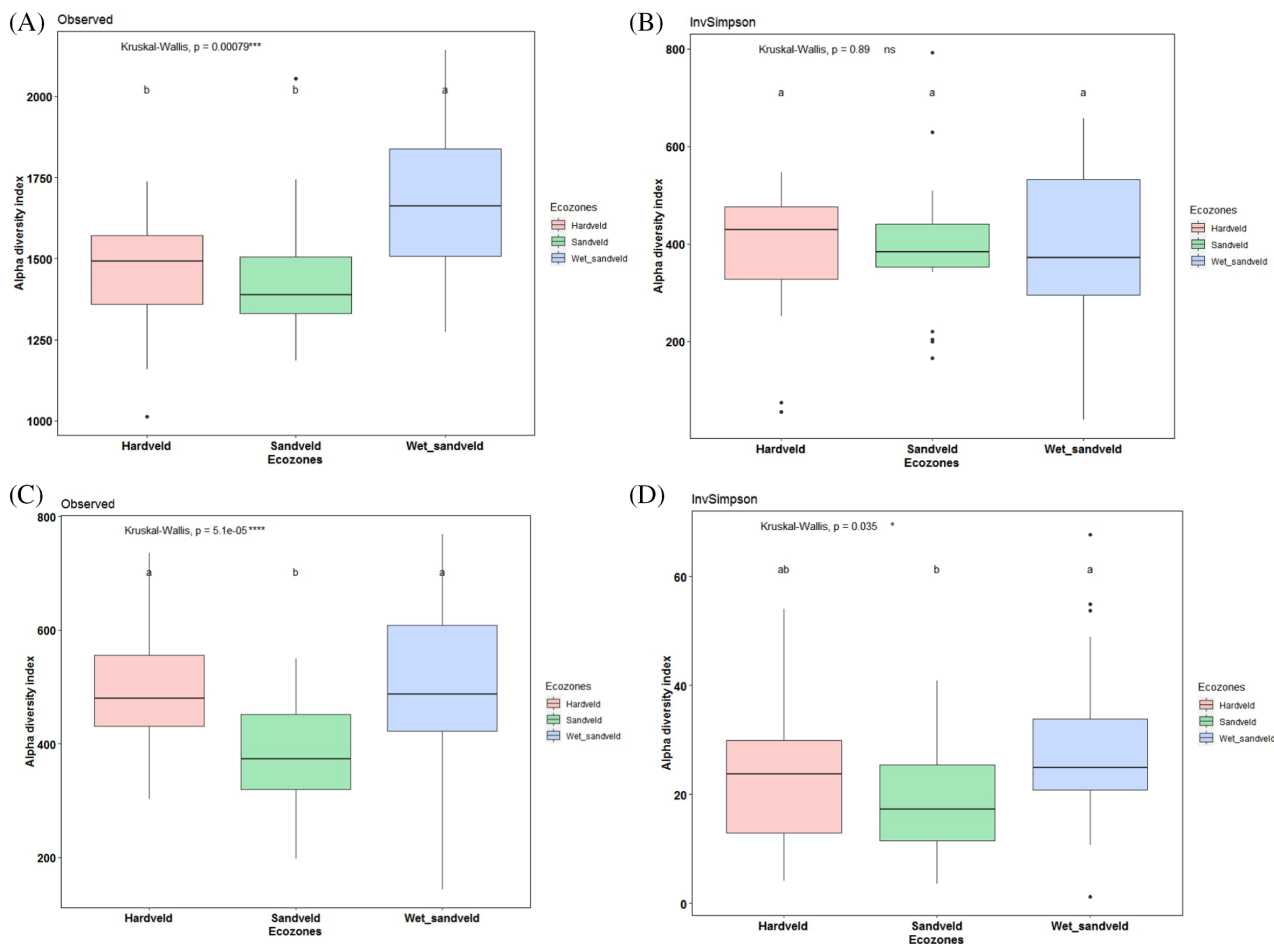 (A)
Observed
Kruskal-Wallis, p = 0.00079***
b b a
2000
1750
1500
1250
1000
Alpha diversity index
Hardveld Sandveld Wet_sandveld
Ecozones
Ecozones
Hardveld
Sandveld
Wet_sandveld
(B)
InvSimpson
Kruskal-Wallis, p = 0.89 ns
a a a
800
600
400
200
Alpha diversity index
Hardveld Sandveld Wet_sandveld
Ecozones
Ecozones
Hardveld
Sandveld
Wet_sandveld
(C)
Observed
Kruskal-Wallis, p = 5.1e-05****
a b a
800
600
400
200
Alpha diversity index
Hardveld Sandveld Wet_sandveld
Ecozones
Ecozones
Hardveld
Sandveld
Wet_sandveld
(D)
InvSimpson
Kruskal-Wallis, p = 0.035 *
ab b a
60
40
20
0
Alpha diversity index
Hardveld Sandveld Wet_sandveld
Ecozones
Ecozones
Hardveld
Sandveld
Wet_sandveld